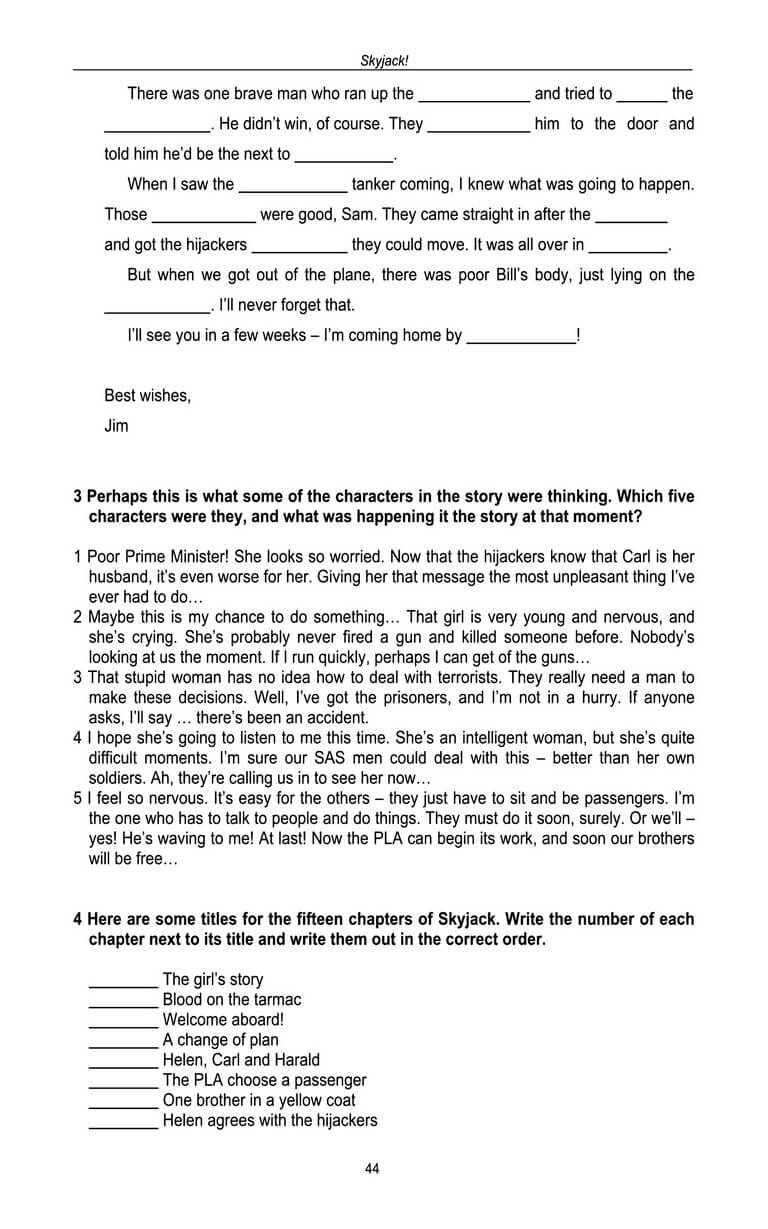 Skyjack!
There was one brave man who ran up the _____________ and tried to ______ the
____________. He didn’t win, of course. They ____________ him to the door and
told him he’d be the next to ___________.
When I saw the _____________ tanker coming, I knew what was going to happen.
Those ____________ were good, Sam. They came straight in after the ________
and got the hijackers ___________ they could move. It was all over in _________.
But when we got out of the plane, there was poor Bill’s body, just lying on the
____________. I’ll never forget that.
I’ll see you in a few weeks – I’m coming home by ____________!
Best wishes,
Jim
3 Perhaps this is what some of the characters in the story were thinking. Which five
characters were they, and what was happening it the story at that moment?
1 Poor Prime Minister! She looks so worried. Now that the hijackers know that Carl is her
husband, it’s even worse for her. Giving her that message the most unpleasant thing I’ve
ever had to do…
2 Maybe this is my chance to do something… That girl is very young and nervous, and
she’s crying. She’s probably never fired a gun and killed someone before. Nobody’s
looking at us the moment. If I run quickly, perhaps I can get of the guns…
3 That stupid woman has no idea how to deal with terrorists. They really need a man to
make these decisions. Well, I’ve got the prisoners, and I’m not in a hurry. If anyone
asks, I’ll say … there’s been an accident.
4 I hope she’s going to listen to me this time. She’s an intelligent woman, but she’s quite
difficult moments. I’m sure our SAS men could deal with this – better than her own
soldiers. Ah, they’re calling us in to see her now…
5 I feel so nervous. It’s easy for the others – they just have to sit and be passengers. I’m
the one who has to talk to people and do things. They must do it soon, surely. Or we’ll –
yes! He’s waving to me! At last! Now the PLA can begin its work, and soon our brothers
will be free…
4 Here are some titles for the fifteen chapters of Skyjack. Write the number of each
chapter next to its title and write them out in the correct order.
________ The girl’s story
________ Blood on the tarmac
________ Welcome aboard!
________ A change of plan
________ Helen, Carl and Harald
________ The PLA choose a passenger
________ One brother in a yellow coat
________ Helen agrees with the hijackers
44